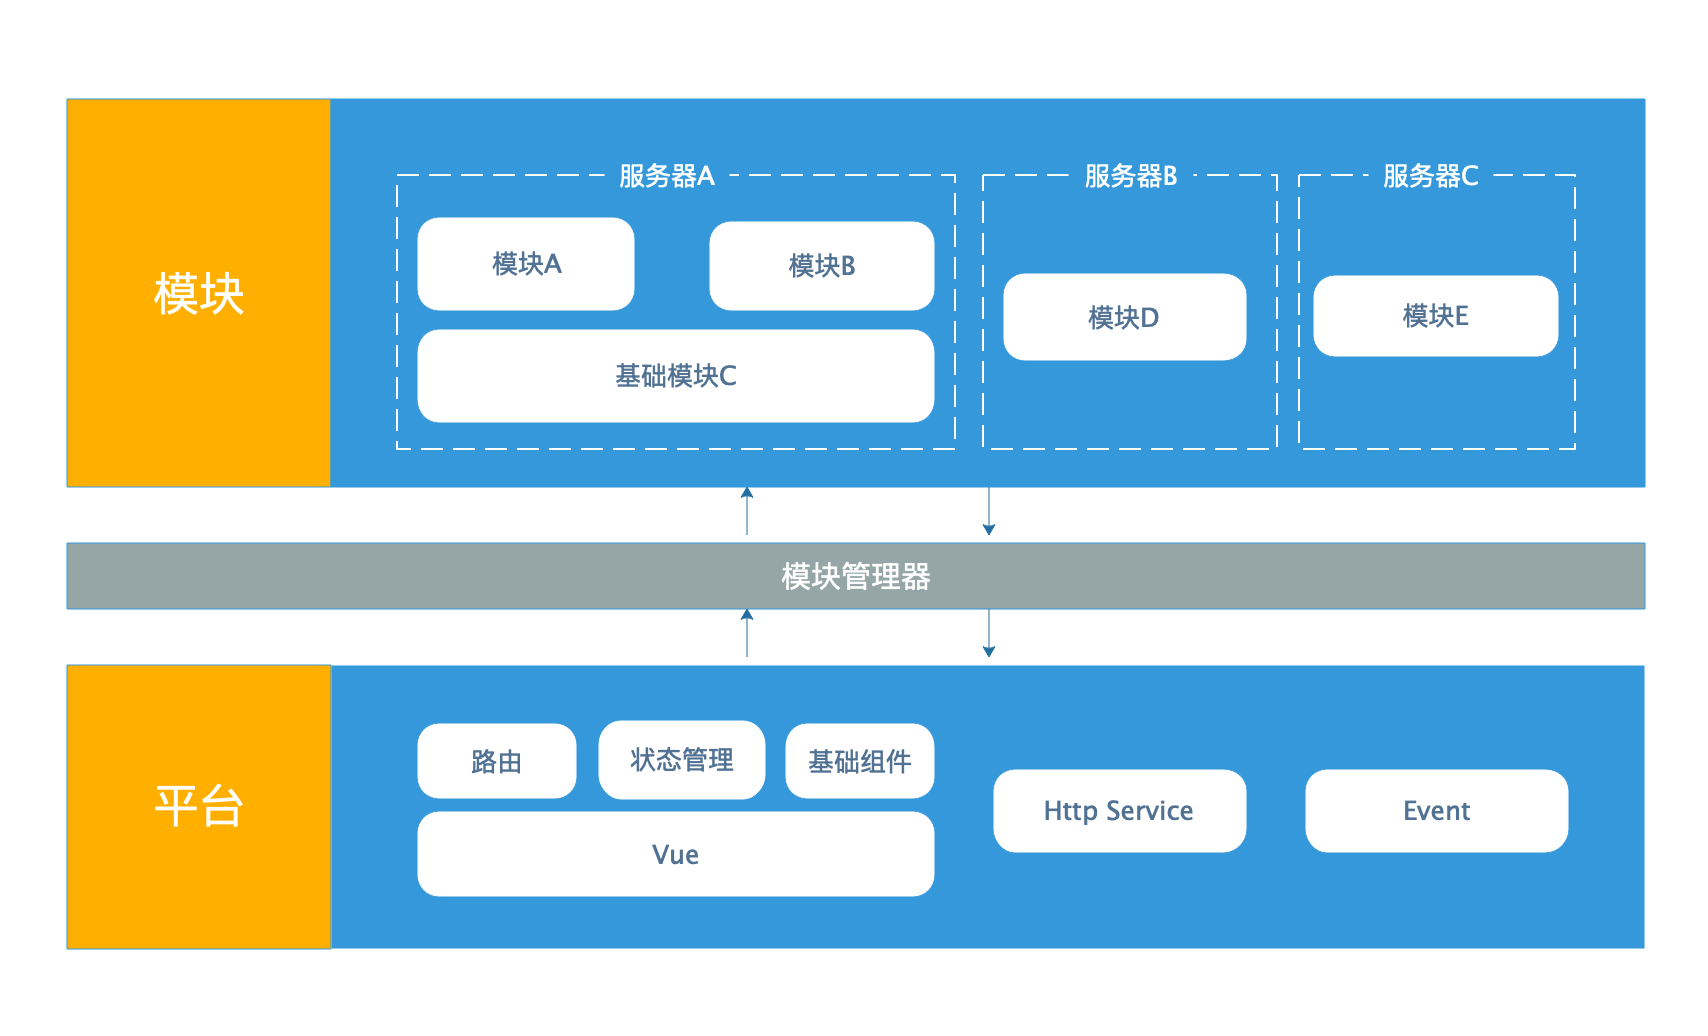 模块
服务器A
服务器B
服务器C
模块A
模块B
基础模块C
模块D
模块E
模块管理器
平台
路由
状态管理
基础组件
Vue
Http Service
Event